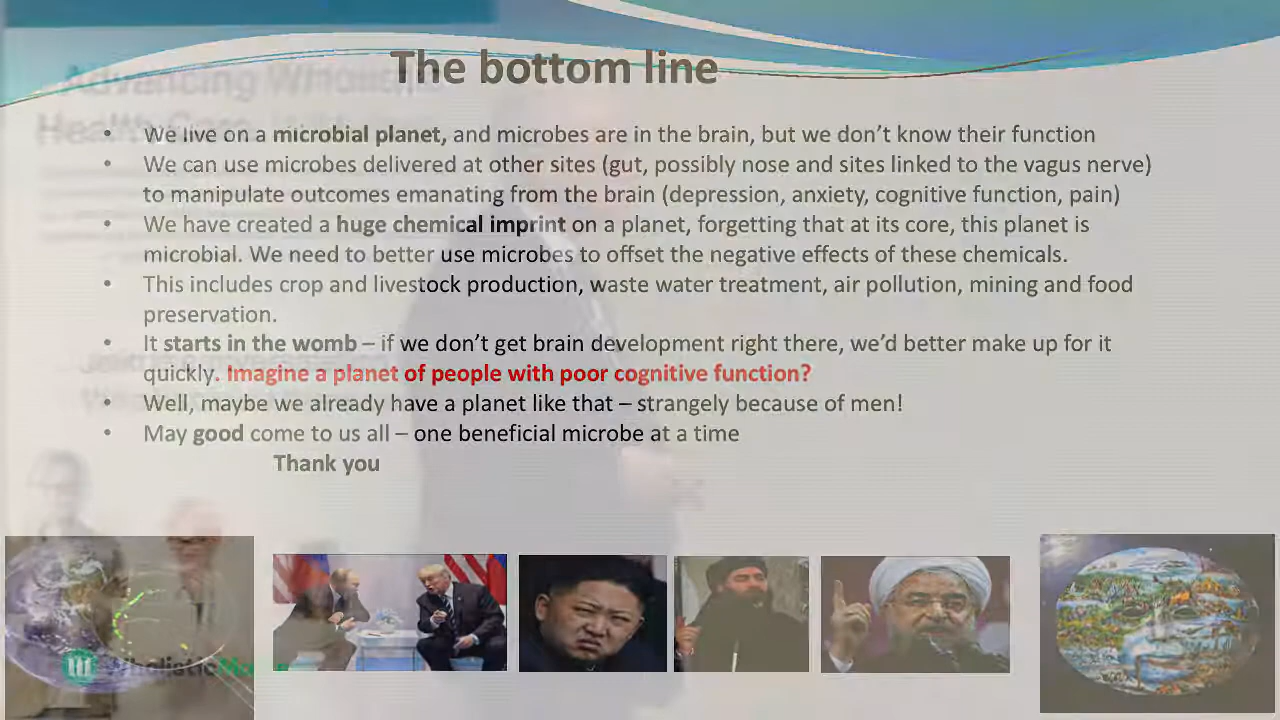 The bottom line
Advancing Wholistic
Health Care
• We live on a microbial planet, and microbes are in the brain, but we don't know their function
• We can use microbes delivered at other sites (gut, possibly nose and sites linked to the vagus nerve)
to manipulate outcomes emanating from the brain (depression, anxiety, cognitive function, pain)
• We have created a huge chemical imprint on a planet, forgetting that at its core, this planet is
microbial. We need to better use microbes to offset the negative effects of these chemicals.
• This includes crop and livestock production, waste water treatment, air pollution, mining and food
preservation.
• It starts in the womb – if we don't get brain development right there, we'd better make up for it
quickly. Imagine a planet of people with poor cognitive function?
• Well, maybe we already have a planet like that – strangely because of men!
• May good come to us all – one beneficial microbe at a time
Thank you
Wholistic